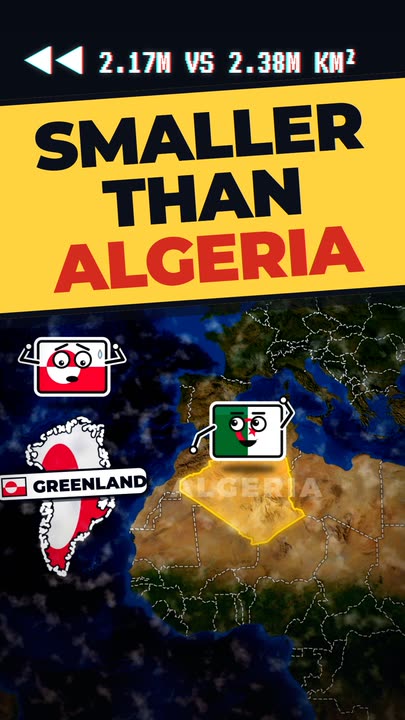 2.17M VS 2.38M KM²
SMALLER
THAN
ALGERIA
GREENLAND
ALGERIA